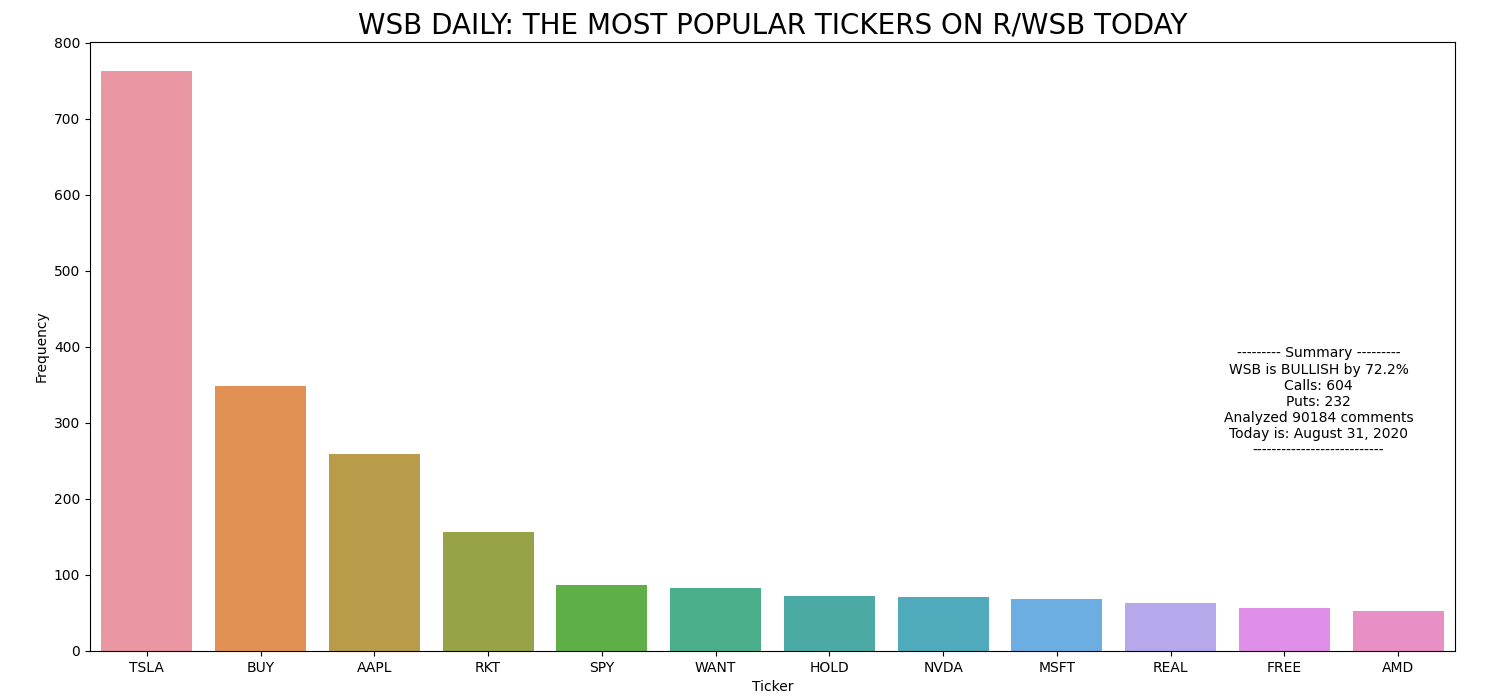 WSB DAILY: THE MOST POPULAR TICKERS ON R/WSB TODAY
800
700
600
500
400
300
200
100
0
Frequency
--------- Summary ---------
WSB is BULLISH by 72.2%
Calls: 604
Puts: 232
Analyzed 90184 comments
Today is: August 31, 2020
---------------------------
TSLA BUY AAPL RKT SPY WANT HOLD NVDA MSFT REAL FREE AMD
Ticker